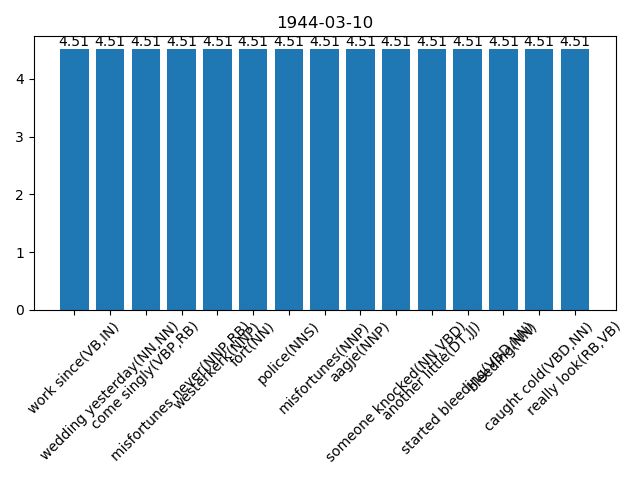 1944-03-10
4.51 4.51 4.51 4.51 4.51 4.51 4.51 4.51 4.51 4.51 4.51 4.51 4.51 4.51 4.51
4
3
2
1
0
work since(VB,IN)
wedding yesterday(NN,NN)
come singly(VBP,RB)
misfortunes never(NNP,RB)
westerkerk(NNP)
fort(NN)
police(NNS)
misfortunes(NNP)
aagje(NNP)
someone knocked(NN,VBD)
another little(DT,JJ)
started bleeding(VBD,NN)
bleeding(NN)
caught cold(VBD,NN)
really look(RB,VB)